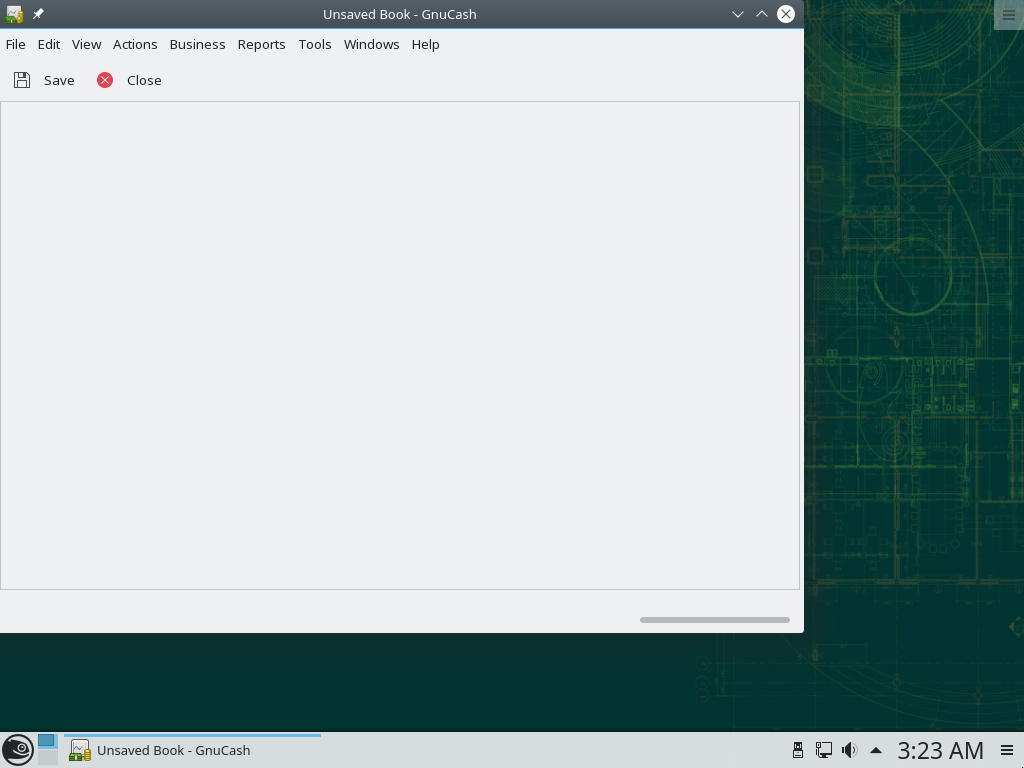 Unsaved Book - GnuCash
File Edit View Actions Business Reports Tools Windows Help
Save Close
Unsaved Book - GnuCash
3:23 AM